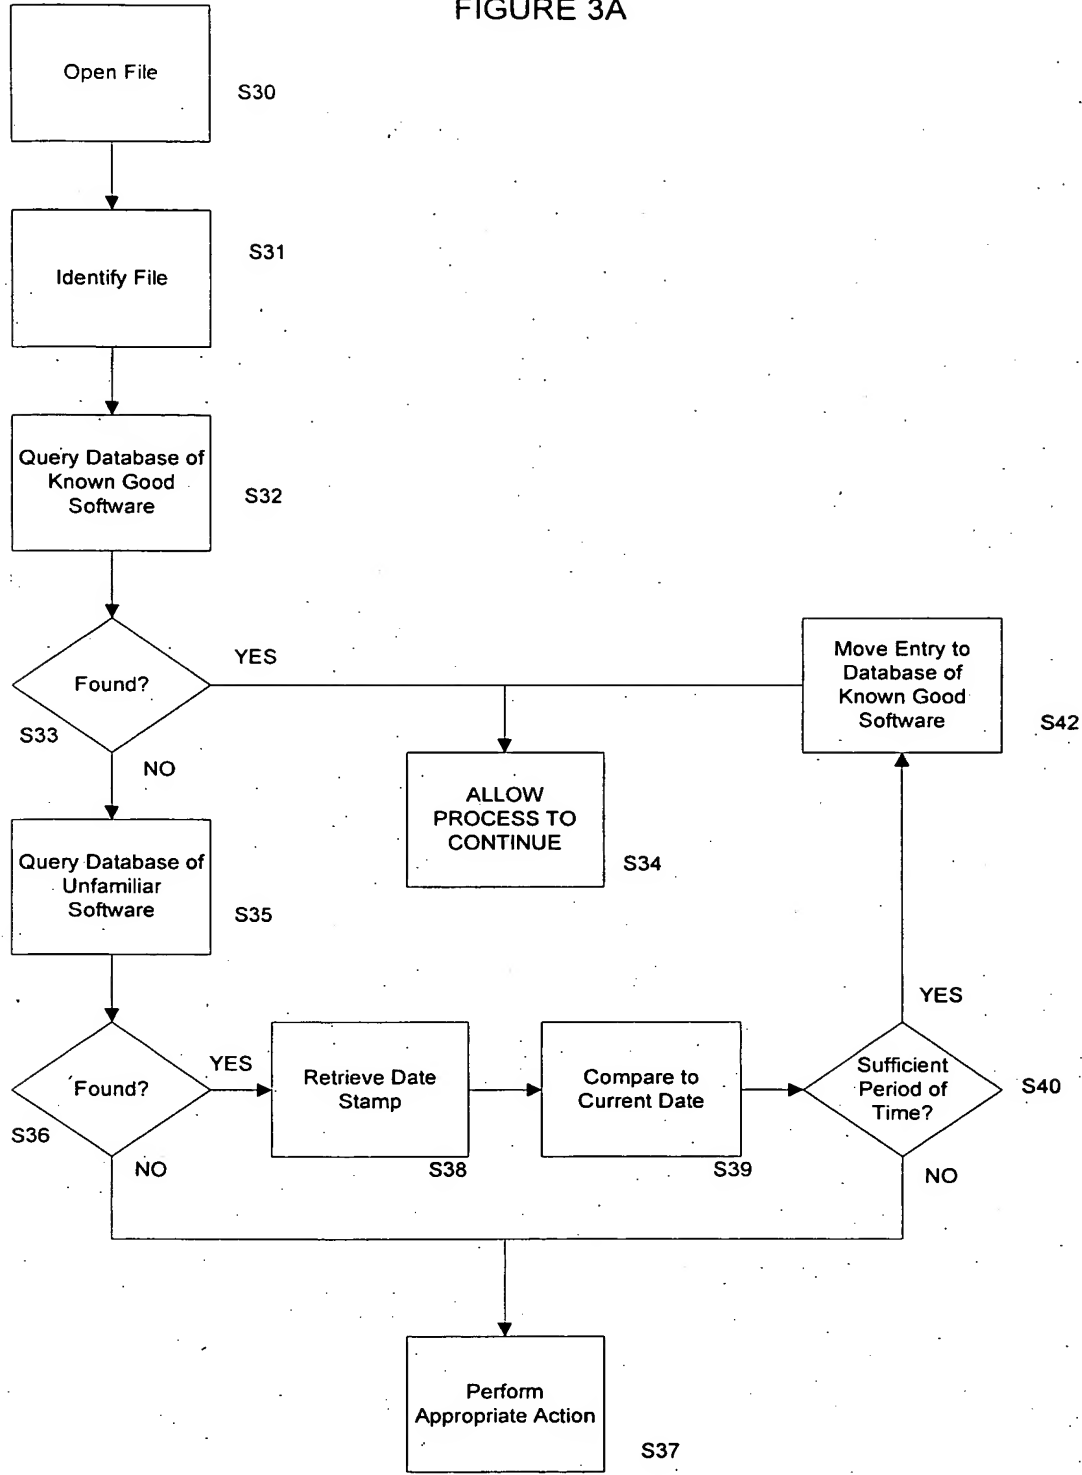 FIGURE 3A
Open File
S30
Identify File
S31
Query Database of
Known Good
Software
S32
Found?
S33
YES
NO
Move Entry to
Database of
Known Good
Software
S42
ALLOW
PROCESS TO
CONTINUE
S34
Query Database of
Unfamiliar
Software
S35
Found?
S36
YES
NO
Retrieve Date
Stamp
S38
Compare to
Current Date
S39
Sufficient
Period of
Time?
S40
YES
NO
Perform
Appropriate Action
S37